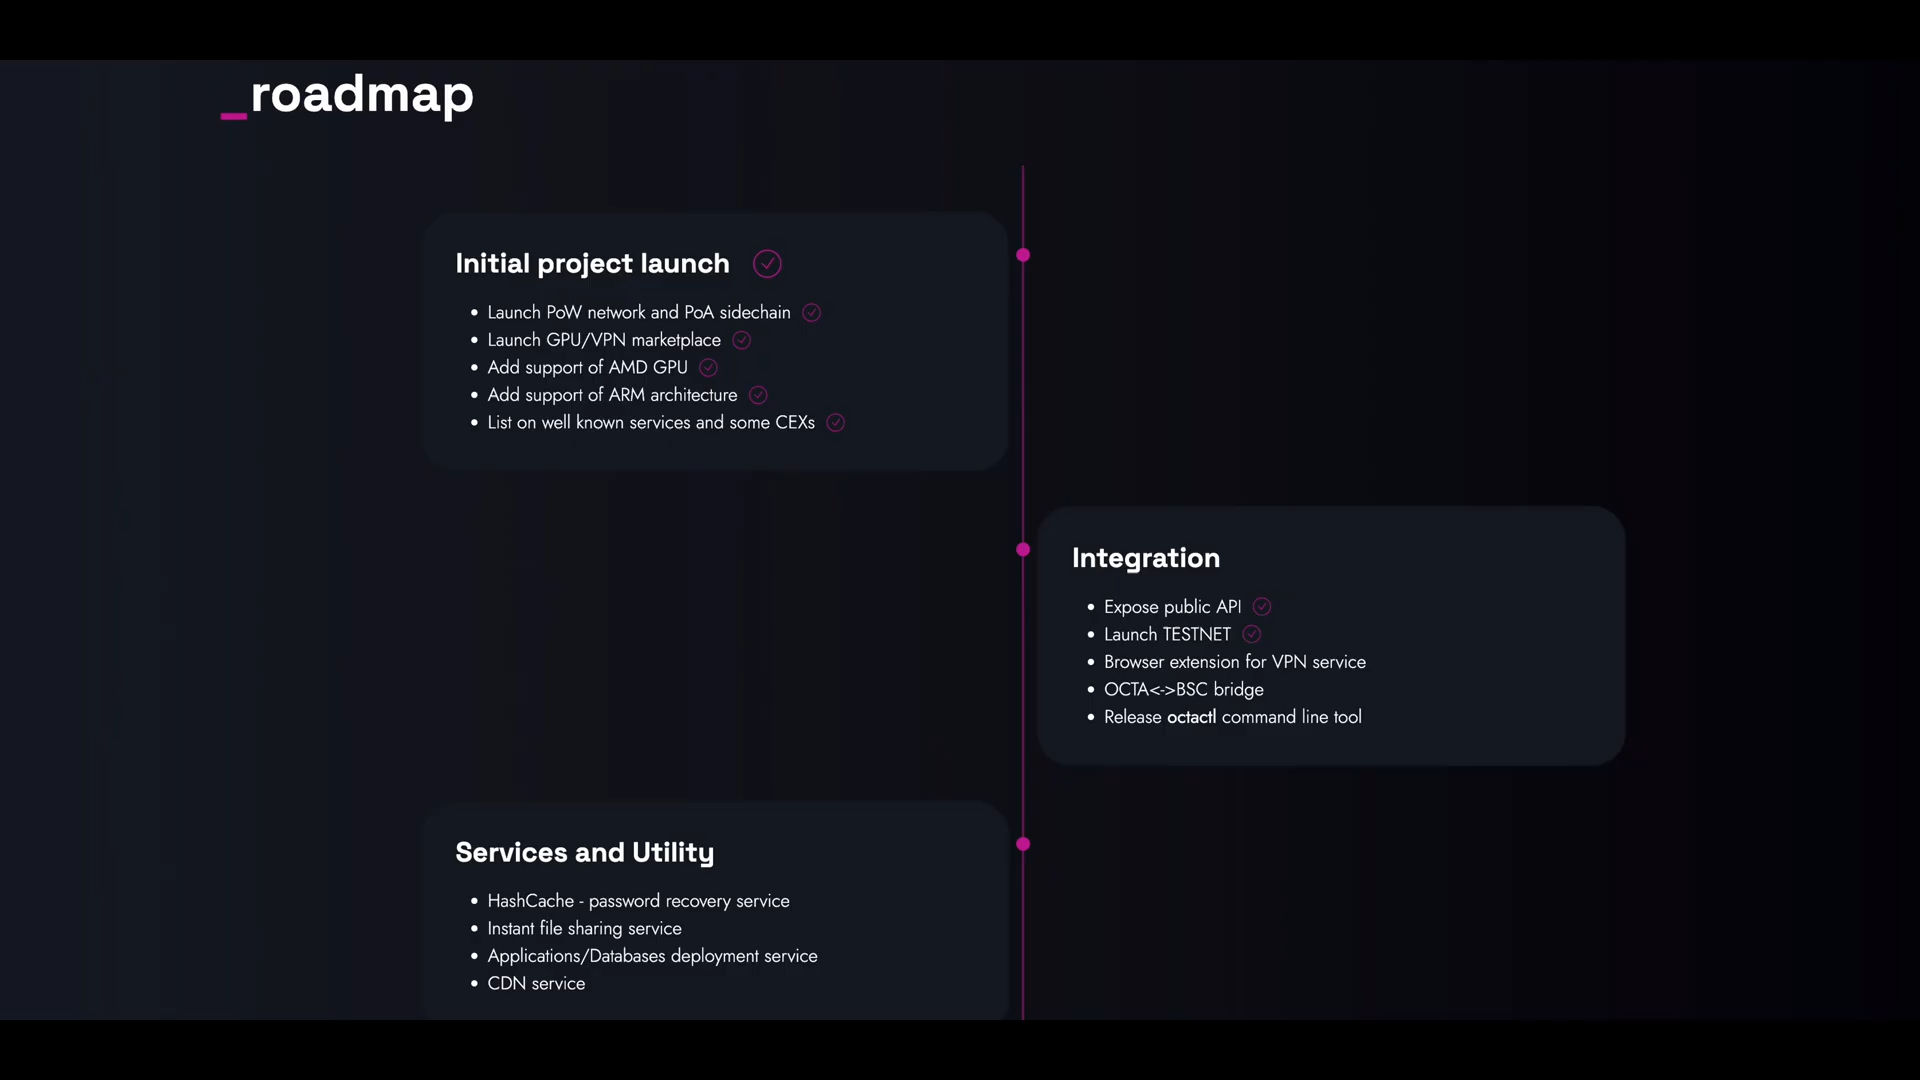 _roadmap
Initial project launch
Launch PoW network and PoA sidechain
Launch GPU/VPN marketplace
Add support of AMD GPU
Add support of ARM architecture
List on well known services and some CEXs
Integration
Expose public API
Launch TESTNET
Browser extension for VPN service
OCTA<->BSC bridge
Release octactl command line tool
Services and Utility
HashCache - password recovery service
Instant file sharing service
Applications/Databases deployment service
CDN service